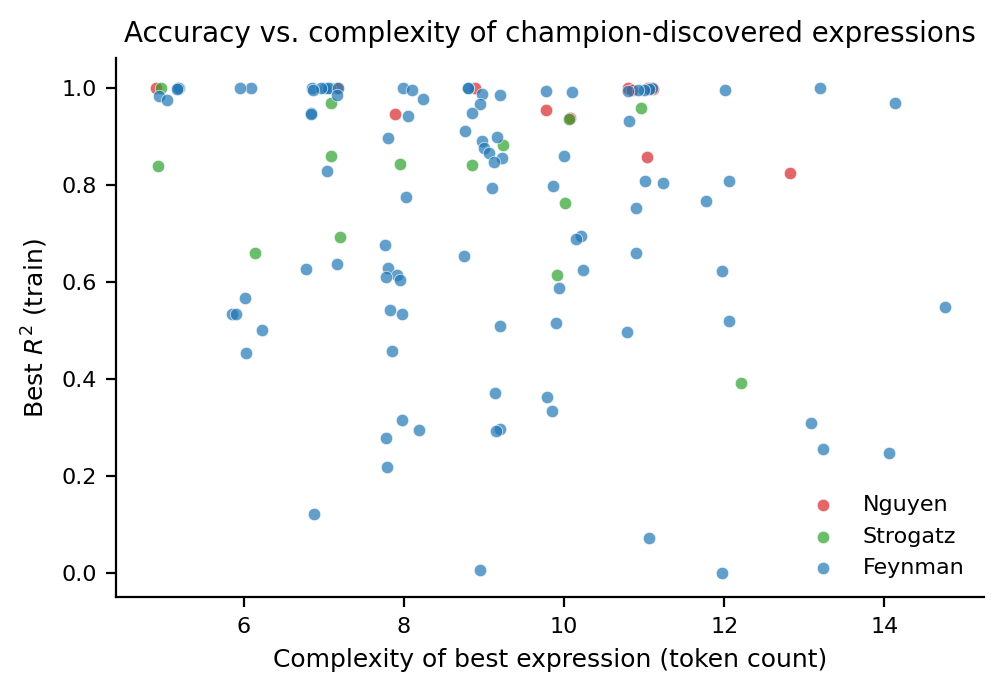 Accuracy vs. complexity of champion-discovered expressions
Best R² (train)
1.0
0.8
0.6
0.4
0.2
0.0
6 8 10 12 14
Complexity of best expression (token count)
Nguyen
Strogatz
Feynman